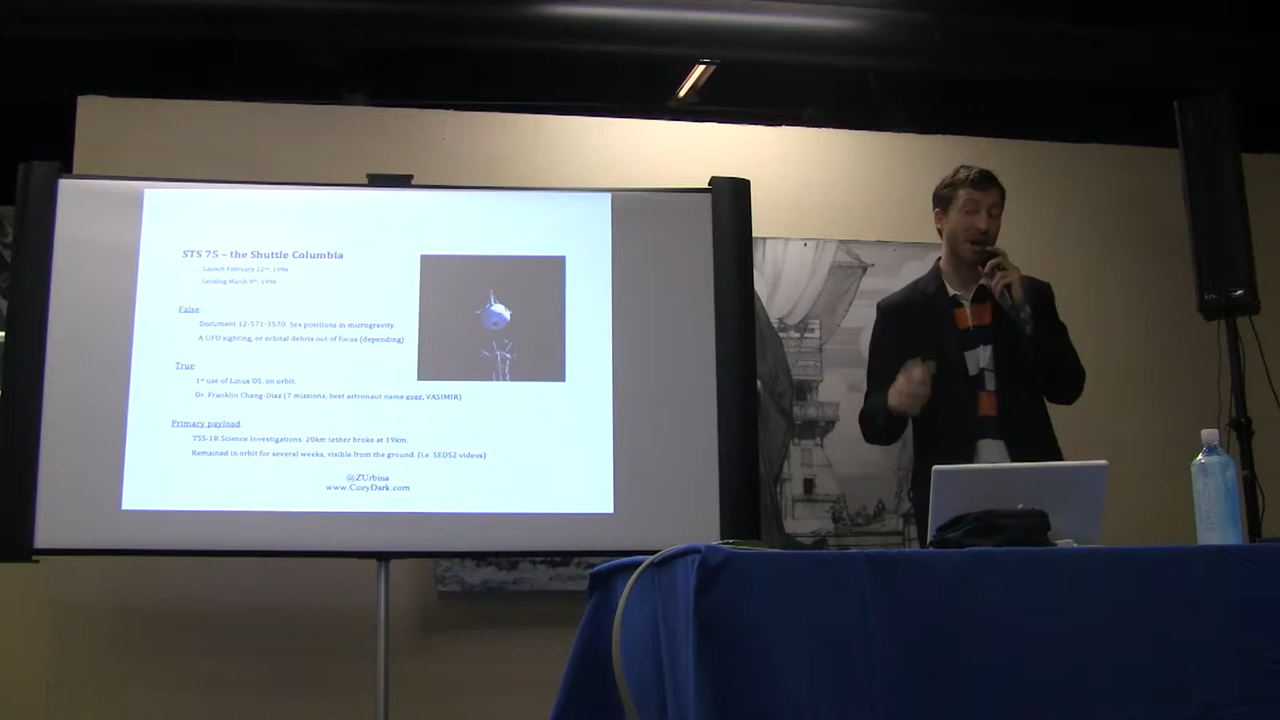 STS 75 – the Shuttle Columbia
Launch February 22nd, 1996
Landing March 9th, 1996
False:
Document 12-571-3570: Sex positions in microgravity.
A UFO sighting, or orbital debris out of focus (depending)
True:
1st use of Linux OS, on orbit.
Dr. Franklin Chang-Diaz (7 missions, best astronaut name ever, VASIMIR)
Primary payload
TSS-1R Science Investigations. 20km tether broke at 19km.
Remained in orbit for several weeks, visible from the ground. (i.e. SEDS2 videos)
@ZUrbina
www.CozyDark.com